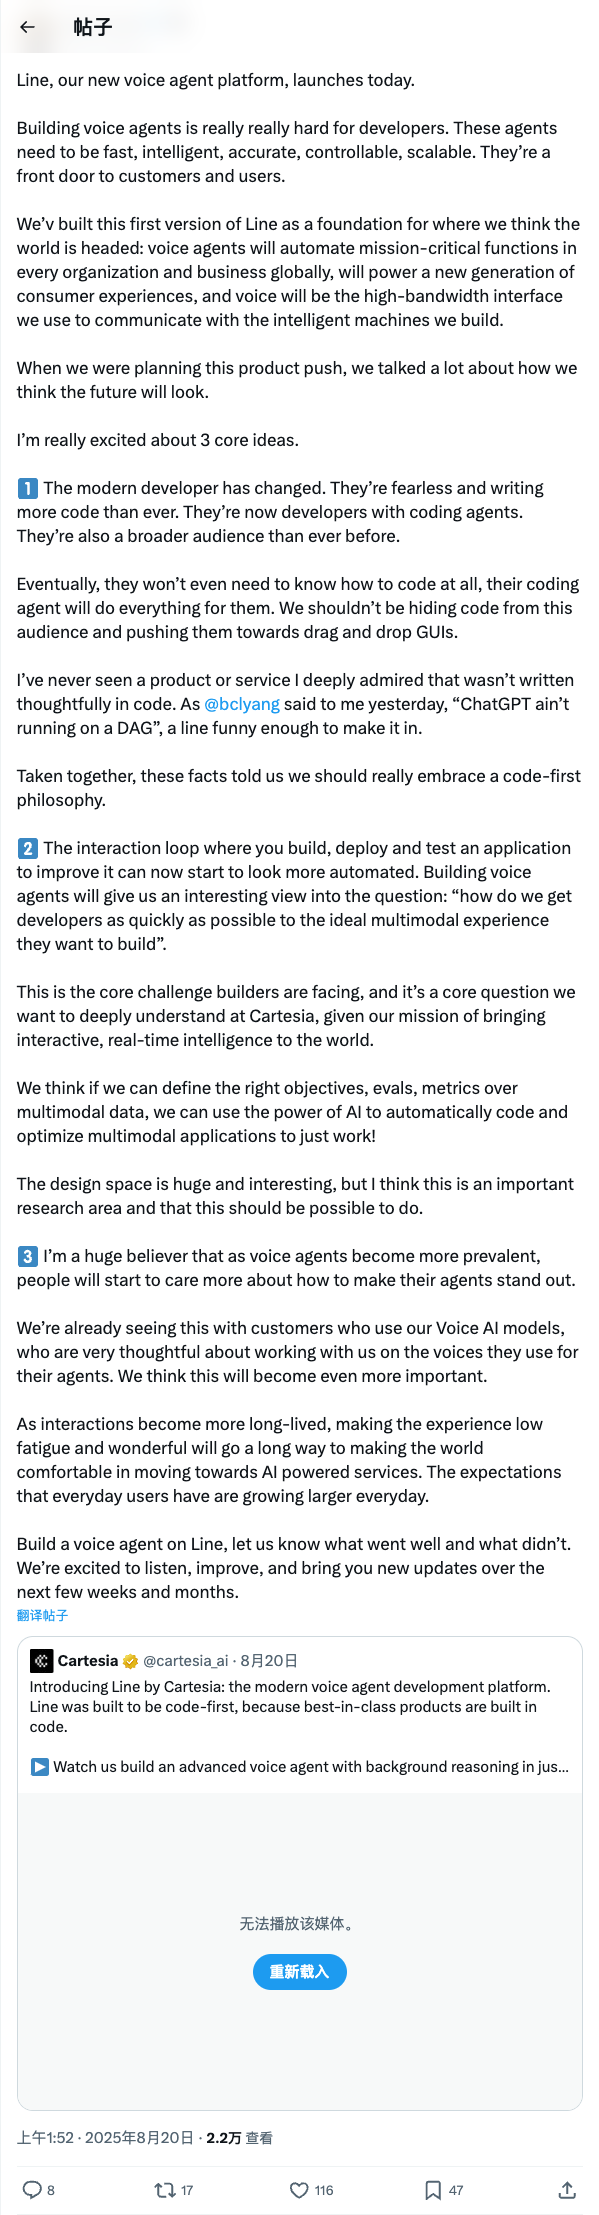 帖子
Line, our new voice agent platform, launches today.
Building voice agents is really really hard for developers. These agents
need to be fast, intelligent, accurate, controllable, scalable. They’re a
front door to customers and users.
We’v built this first version of Line as a foundation for where we think the
world is headed: voice agents will automate mission-critical functions in
every organization and business globally, will power a new generation of
consumer experiences, and voice will be the high-bandwidth interface
we use to communicate with the intelligent machines we build.
When we were planning this product push, we talked a lot about how we
think the future will look.
I’m really excited about 3 core ideas.
1 The modern developer has changed. They’re fearless and writing
more code than ever. They’re now developers with coding agents.
They’re also a broader audience than ever before.
Eventually, they won’t even need to know how to code at all, their coding
agent will do everything for them. We shouldn’t be hiding code from this
audience and pushing them towards drag and drop GUIs.
I’ve never seen a product or service I deeply admired that wasn’t written
thoughtfully in code. As @bclyang said to me yesterday, “ChatGPT ain’t
running on a DAG”, a line funny enough to make it in.
Taken together, these facts told us we should really embrace a code-first
philosophy.
2 The interaction loop where you build, deploy and test an application
to improve it can now start to look more automated. Building voice
agents will give us an interesting view into the question: “how do we get
developers as quickly as possible to the ideal multimodal experience
they want to build”.
This is the core challenge builders are facing, and it’s a core question we
want to deeply understand at Cartesia, given our mission of bringing
interactive, real-time intelligence to the world.
We think if we can define the right objectives, evals, metrics over
multimodal data, we can use the power of AI to automatically code and
optimize multimodal applications to just work!
The design space is huge and interesting, but I think this is an important
research area and that this should be possible to do.
3 I’m a huge believer that as voice agents become more prevalent,
people will start to care more about how to make their agents stand out.
We’re already seeing this with customers who use our Voice AI models,
who are very thoughtful about working with us on the voices they use for
their agents. We think this will become even more important.
As interactions become more long-lived, making the experience low
fatigue and wonderful will go a long way to making the world
comfortable in moving towards AI powered services. The expectations
that everyday users have are growing larger everyday.
Build a voice agent on Line, let us know what went well and what didn’t.
We’re excited to listen, improve, and bring you new updates over the
next few weeks and months.
翻译帖子
Cartesia @cartesia_ai · 8月20日
Introducing Line by Cartesia: the modern voice agent development platform.
Line was built to be code-first, because best-in-class products are built in
code.
Watch us build an advanced voice agent with background reasoning in jus...
无法播放该媒体。
重新载入
上午1:52 · 2025年8月20日 · 2.2万 查看
8 17 116 47